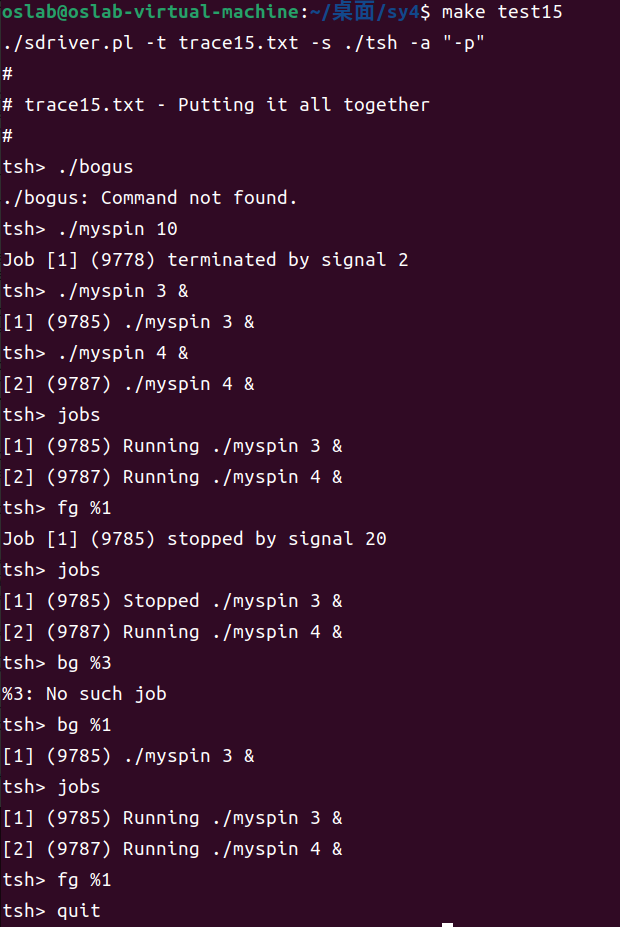 oslab@oslab-virtual-machine:~/桌面/sy4$ make test15
./sdriver.pl -t trace15.txt -s ./tsh -a "-p"
#
# trace15.txt - Putting it all together
#
tsh> ./bogus
./bogus: Command not found.
tsh> ./myspin 10
Job [1] (9778) terminated by signal 2
tsh> ./myspin 3 &
[1] (9785) ./myspin 3 &
tsh> ./myspin 4 &
[2] (9787) ./myspin 4 &
tsh> jobs
[1] (9785) Running ./myspin 3 &
[2] (9787) Running ./myspin 4 &
tsh> fg %1
Job [1] (9785) stopped by signal 20
tsh> jobs
[1] (9785) Stopped ./myspin 3 &
[2] (9787) Running ./myspin 4 &
tsh> bg %3
%3: No such job
tsh> bg %1
[1] (9785) ./myspin 3 &
tsh> jobs
[1] (9785) Running ./myspin 3 &
[2] (9787) Running ./myspin 4 &
tsh> fg %1
tsh> quit